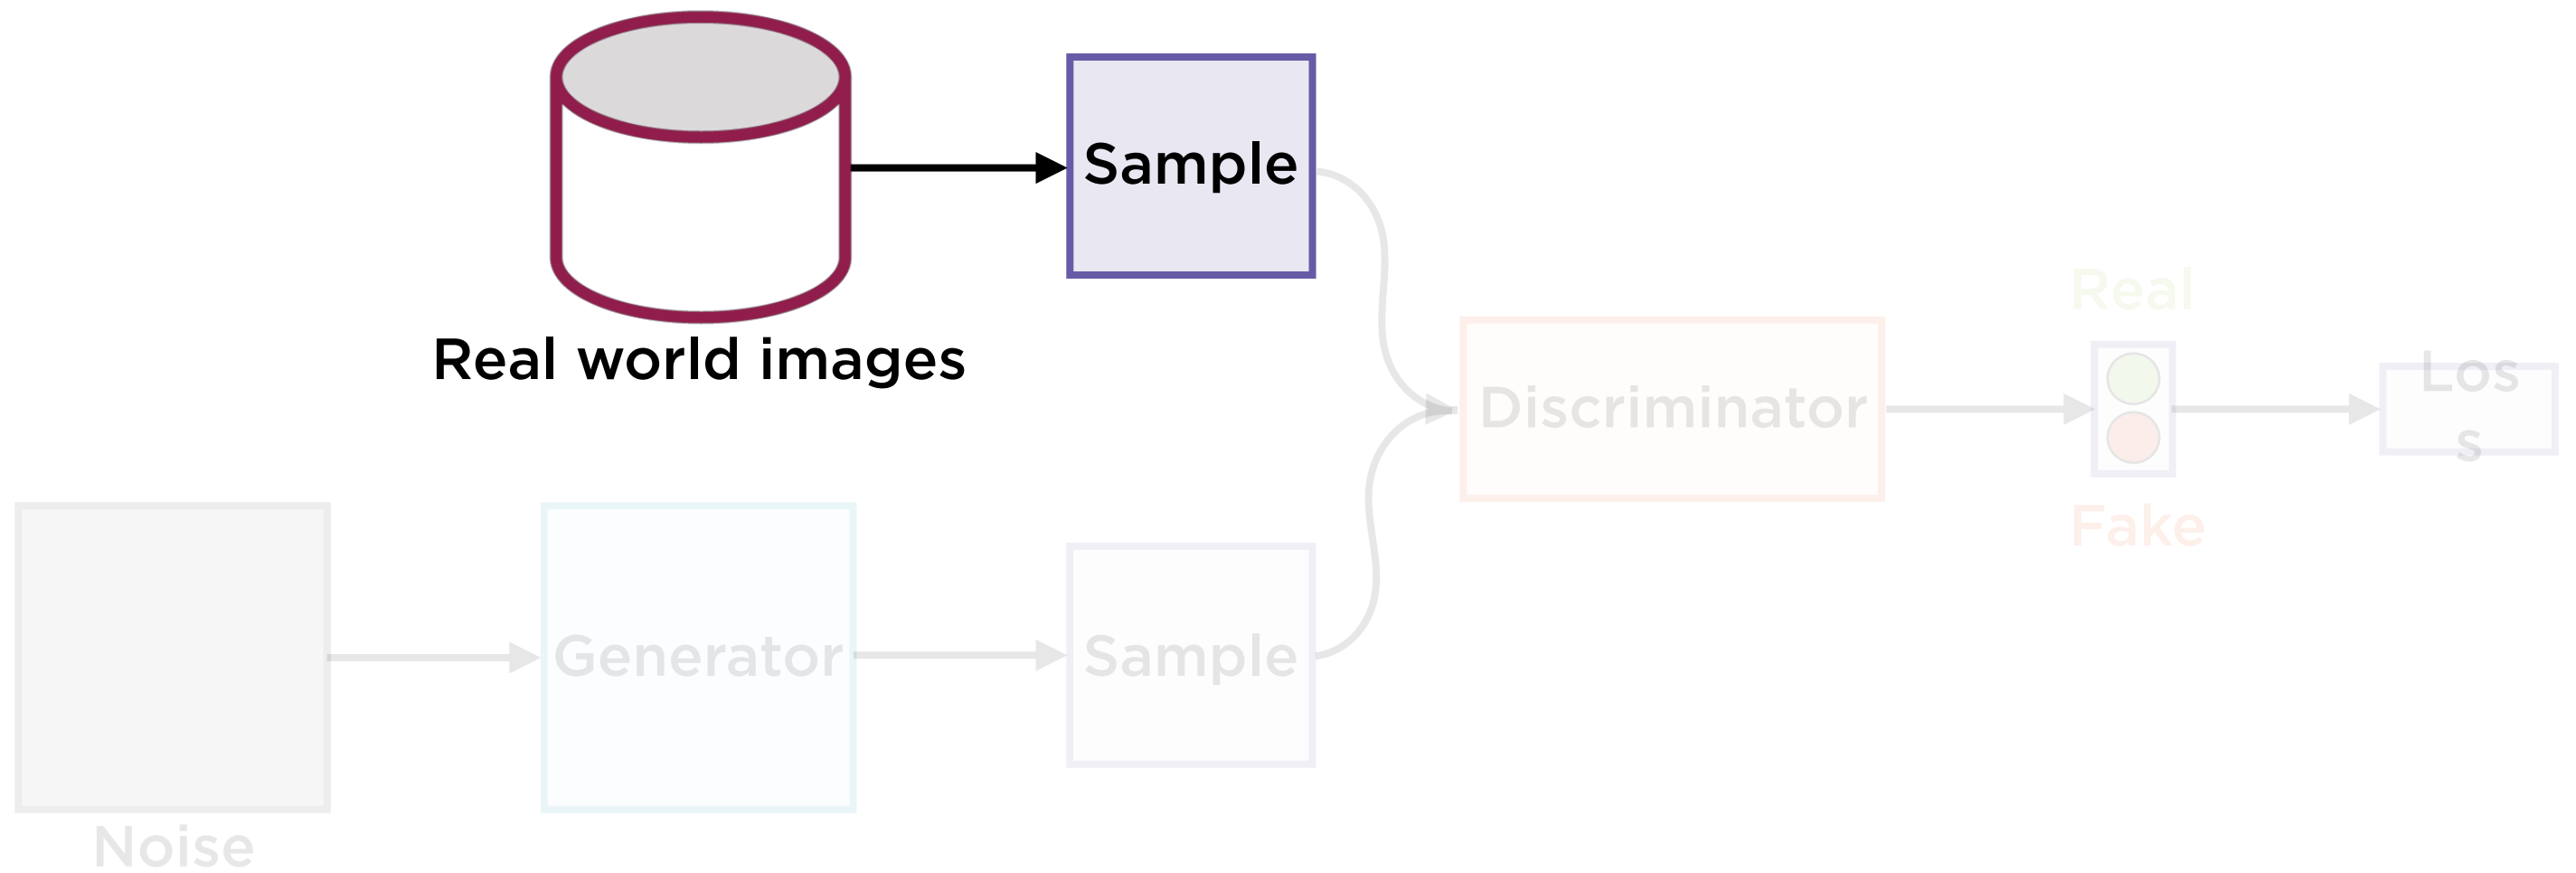 Sample
Real world images
Real
Discriminator
Los
s
Fake
Generator
Sample
Noise